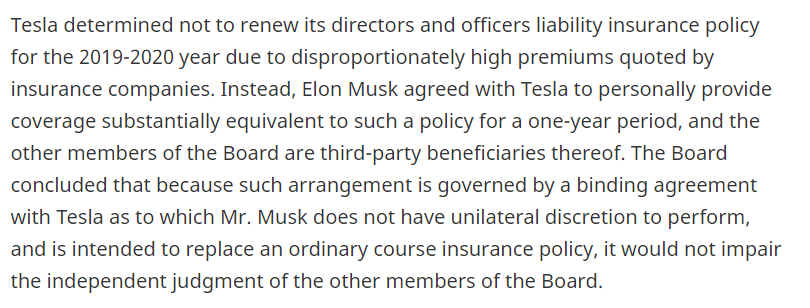 Tesla determined not to renew its directors and officers liability insurance policy
for the 2019-2020 year due to disproportionately high premiums quoted by
insurance companies. Instead, Elon Musk agreed with Tesla to personally provide
coverage substantially equivalent to such a policy for a one-year period, and the
other members of the Board are third-party beneficiaries thereof. The Board
concluded that because such arrangement is governed by a binding agreement
with Tesla as to which Mr. Musk does not have unilateral discretion to perform,
and is intended to replace an ordinary course insurance policy, it would not impair
the independent judgment of the other members of the Board.